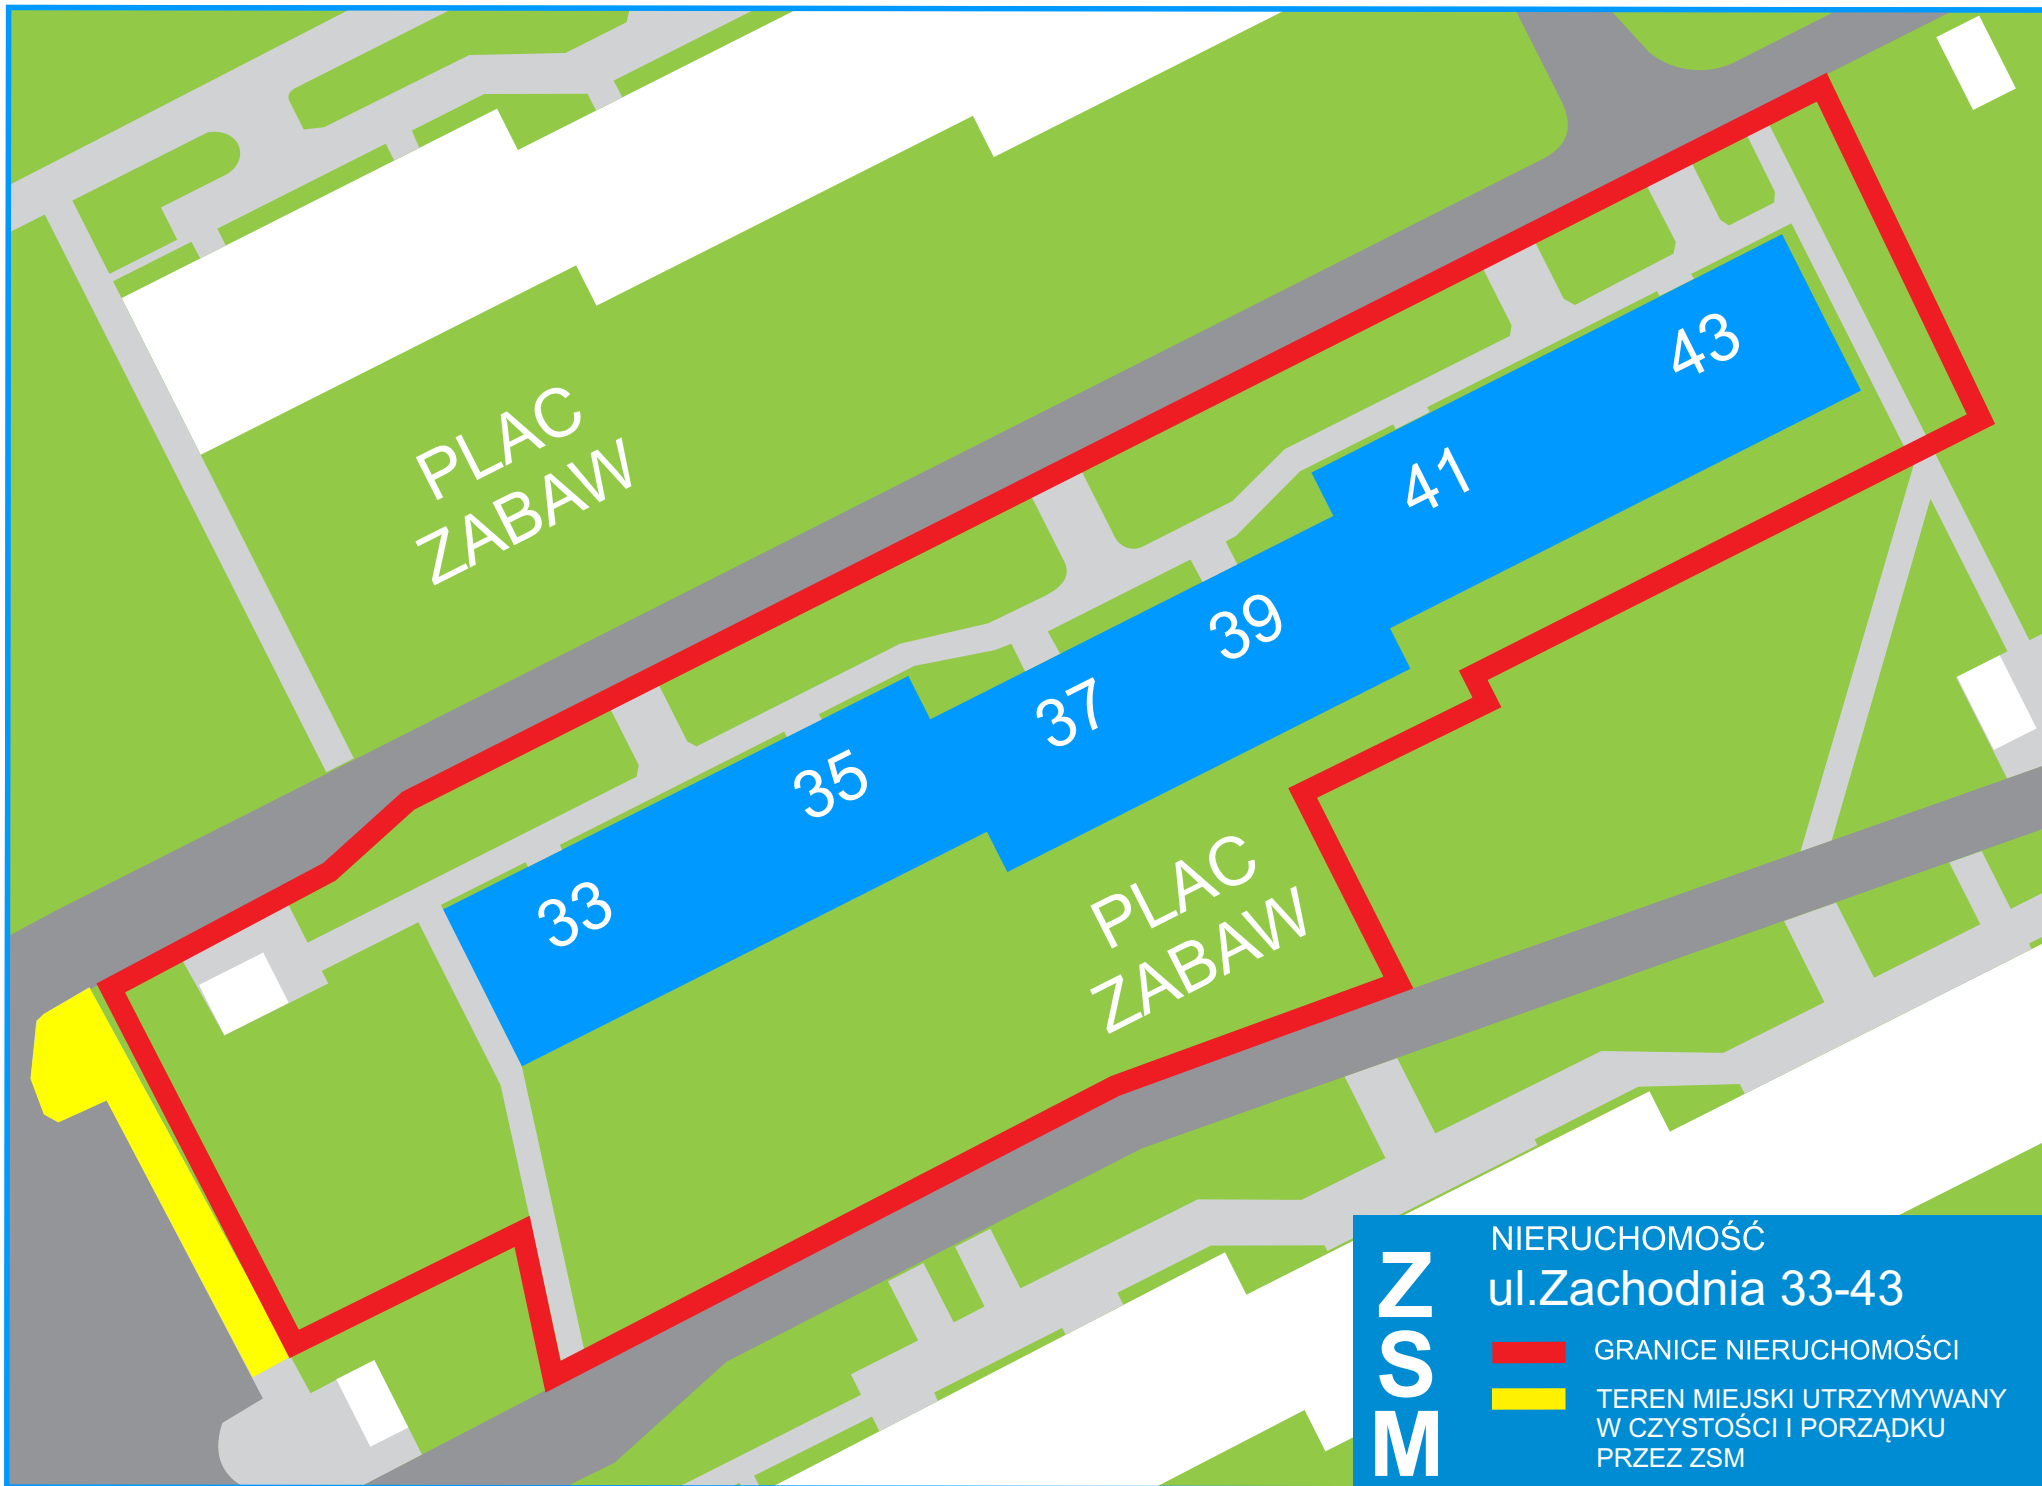 PLAC
ZABAW
43
41
39
37
35
33
PLAC
ZABAW
ZSM
NIERUCHOMOŚĆ
ul.Zachodnia 33-43
GRANICE NIERUCHOMOŚCI
TEREN MIEJSKI UTRZYMYWANY
W CZYSTOŚCI I PORZĄDKU
PRZEZ ZSM